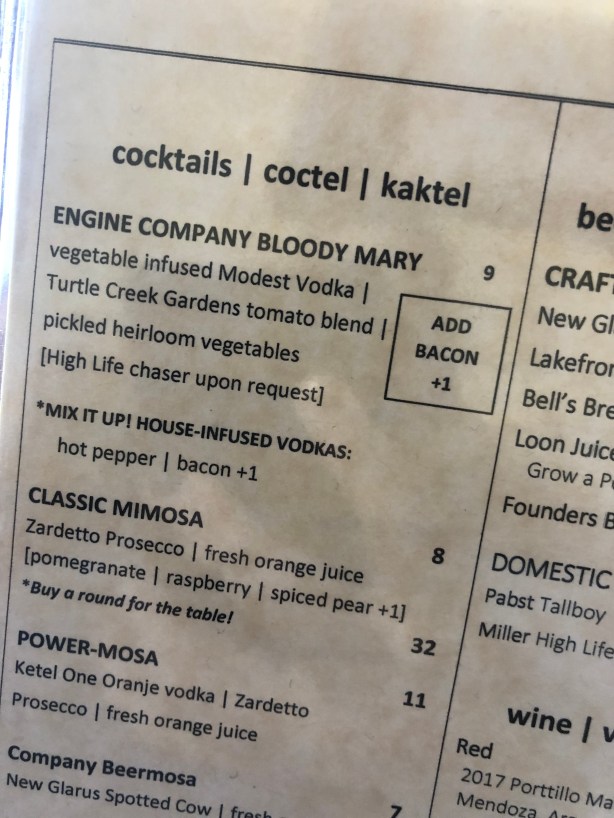 cocktails | coctel | kaktel
ENGINE COMPANY BLOODY MARY 9
vegetable infused Modest Vodka |
Turtle Creek Gardens tomato blend |
pickled heirloom vegetables
[High Life chaser upon request]
ADD
BACON
+1
*MIX IT UP! HOUSE-INFUSED VODKAS:
hot pepper | bacon +1
CLASSIC MIMOSA 8
Zardetto Prosecco | fresh orange juice
[pomegranate | raspberry | spiced pear +1]
*Buy a round for the table! 32
POWER-MOSA 11
Ketel One Oranje vodka | Zardetto
Prosecco | fresh orange juice
Company Beermosa 7
New Glarus Spotted Cow | fresh
be
CRAF
New Gl
Lakefro
Bell's Bre
Loon Juice
Grow a P
Founders B
DOMESTIC
Pabst Tallboy
Miller High Life
wine |
Red
2017 Porttillo Ma
Mendoza, Ar